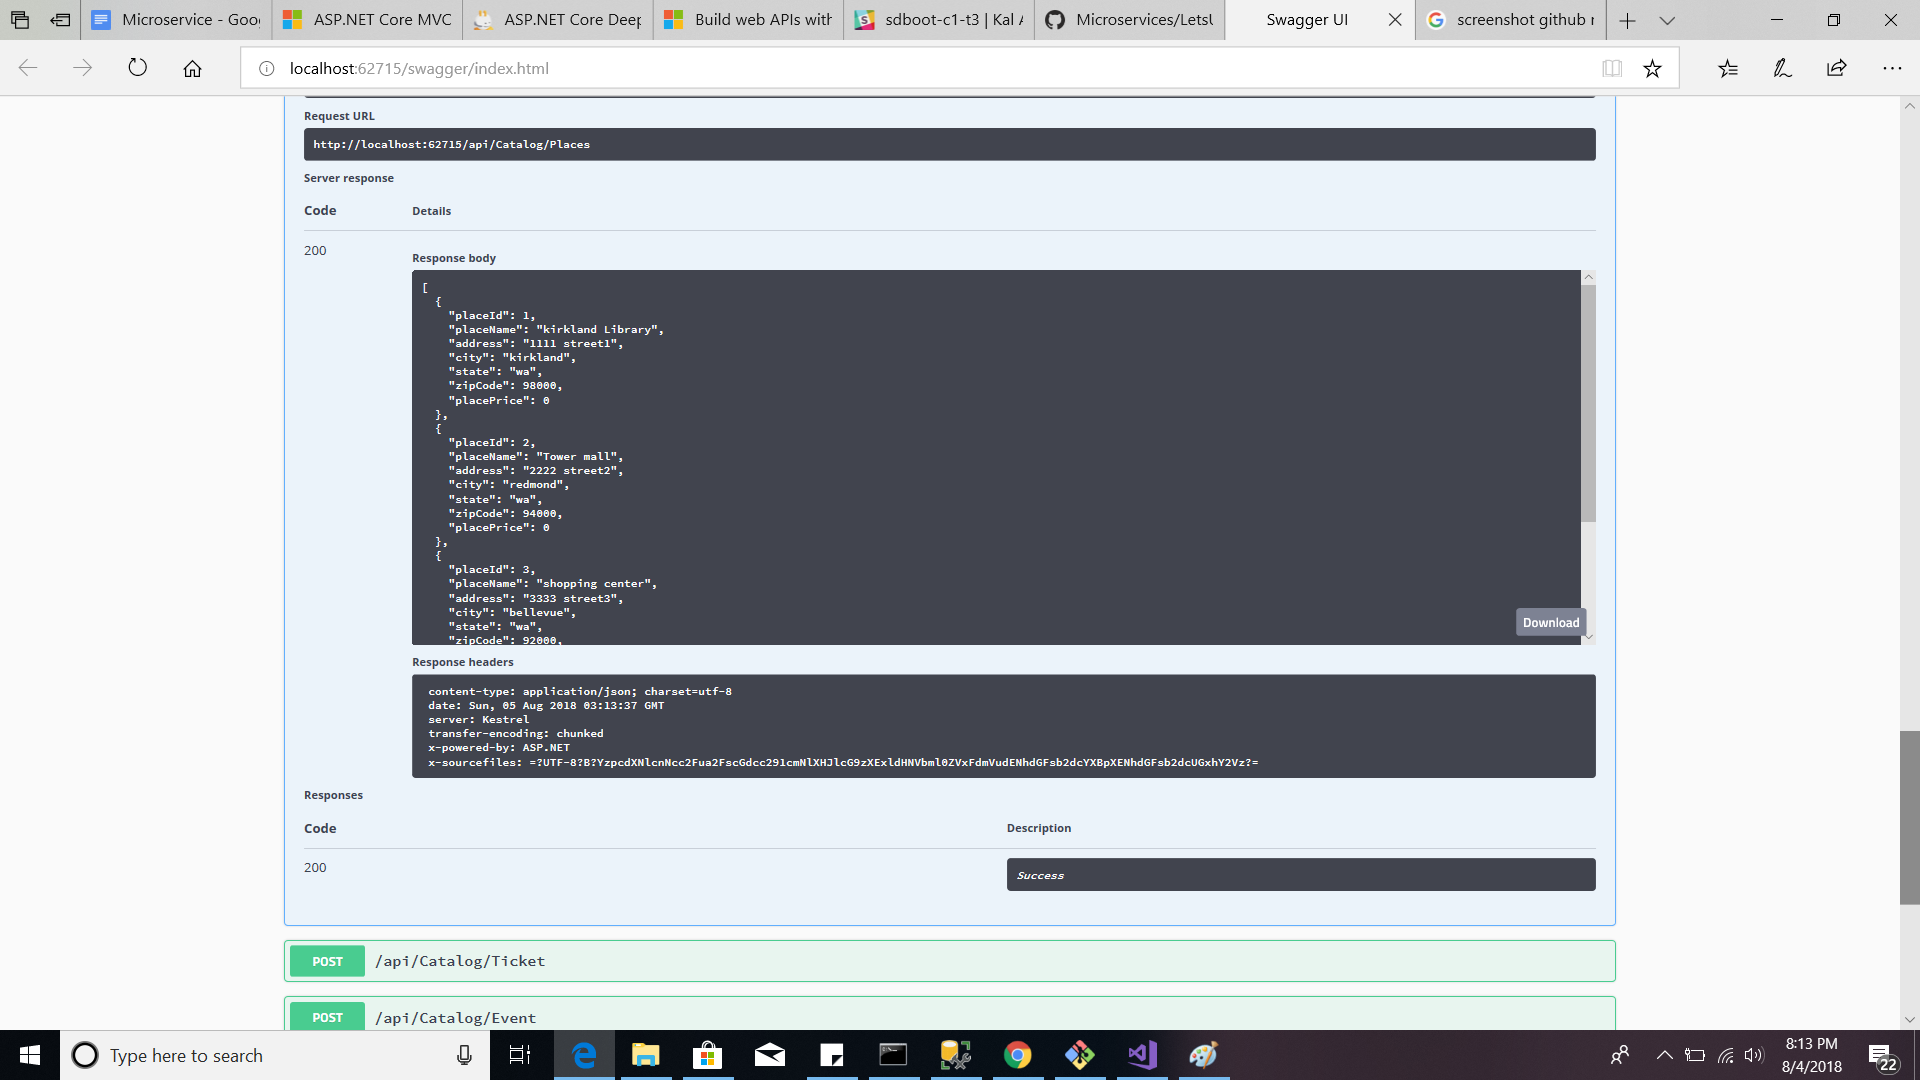 Microservice - Goo
ASP.NET Core MVC
ASP.NET Core Deep
Build web APIs with
sdboot-c1-t3 | Kal A
Microservices/LetsU
Swagger UI
screenshot github r
localhost:62715/swagger/index.html
Request URL
http://localhost:62715/api/Catalog/Places
Server response
Code Details
200
Response body
[
{
"placeId": 1,
"placeName": "kirkland Library",
"address": "1111 street1",
"city": "kirkland",
"state": "wa",
"zipCode": 98000,
"placePrice": 0
},
{
"placeId": 2,
"placeName": "Tower mall",
"address": "2222 street2",
"city": "redmond",
"state": "wa",
"zipCode": 94000,
"placePrice": 0
},
{
"placeId": 3,
"placeName": "shopping center",
"address": "3333 street3",
"city": "bellevue",
"state": "wa",
"zipCode": 92000,
Download
Response headers
content-type: application/json; charset=utf-8
date: Sun, 05 Aug 2018 03:13:37 GMT
server: Kestrel
transfer-encoding: chunked
x-powered-by: ASP.NET
x-sourcefiles: =?UTF-8?B?YzpcdXNlcnNcc2Fua2FscGdcc291cmNlXHJlcG9zXExldHNVbml0ZVxFdmVudENhdGFsb2dcYXBpXENhdGFsb2dcUGxhY2Vz?=
Responses
Code Description
200
Success
POST /api/Catalog/Ticket
POST /api/Catalog/Event
Type here to search
8:13 PM
8/4/2018
22